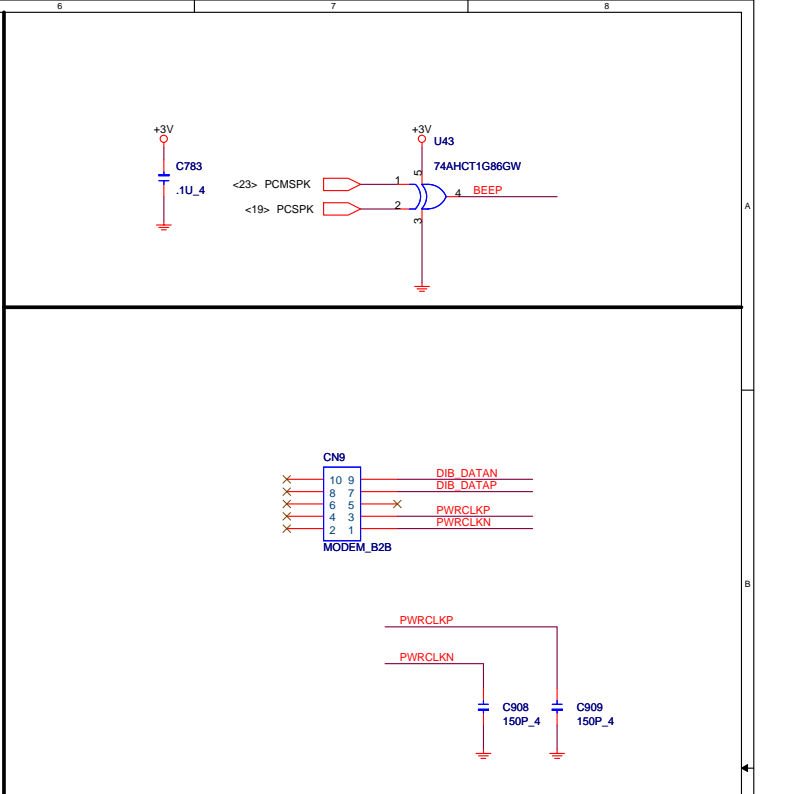 6 7 8
+3V
C783
.1U_4
+3V
U43
74AHCT1G86GW
<23> PCMSPK
<19> PCSPK
1
2
5
3
4
BEEP
A
CN9
10 9
8 7
6 5
4 3
2 1
DIB_DATAN
DIB_DATAP
PWRCLKP
PWRCLKN
MODEM_B2B
B
PWRCLKP
PWRCLKN
C908
150P_4
C909
150P_4